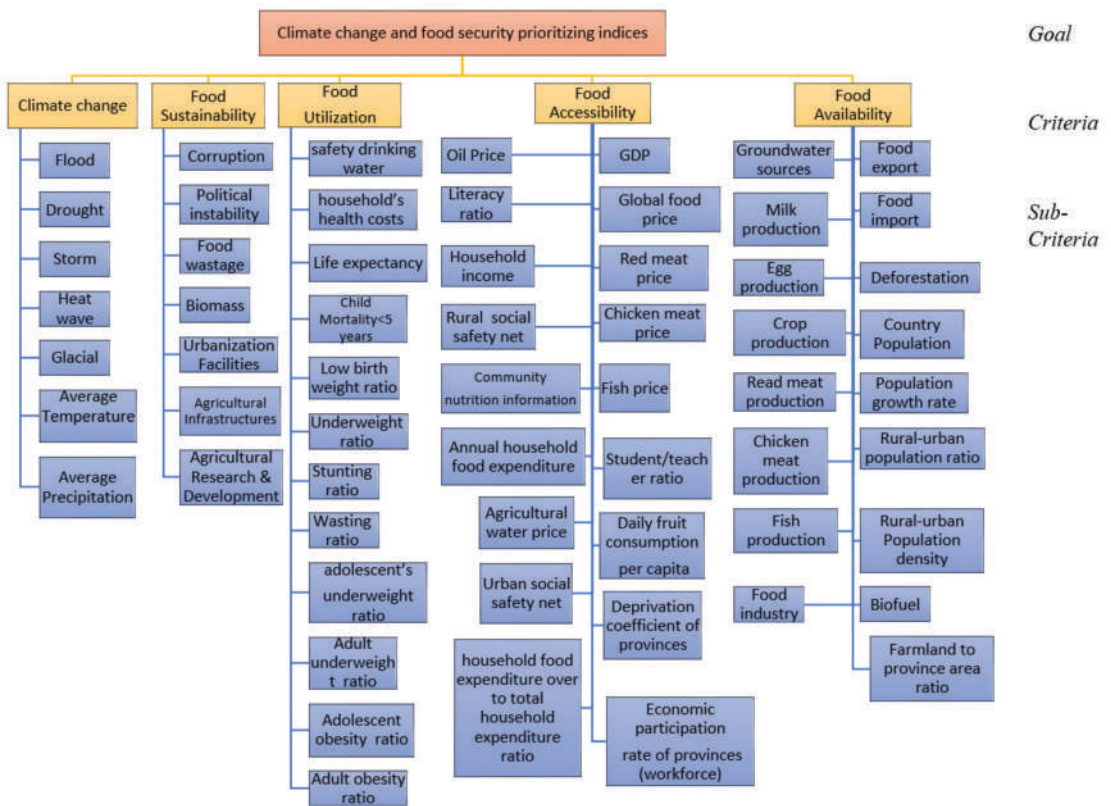 Climate change and food security prioritizing indices
Goal
Climate change
Food
Sustainability
Food
Utilization
Food
Accessibility
Food
Availability
Criteria
Sub-
Criteria
Flood
Drought
Storm
Heat
wave
Glacial
Average
Temperature
Average
Precipitation
Corruption
Political
instability
Food
wastage
Biomass
Urbanization
Facilities
Agricultural
Infrastructures
Agricultural
Research &
Development
safety drinking
water
household's
health costs
Life expectancy
Child
Mortality<5
years
Low birth
weight ratio
Underweight
ratio
Stunting
ratio
Wasting
ratio
adolescent's
underweight
ratio
Adult
underweigh
t ratio
Adolescent
obesity ratio
Adult obesity
ratio
Oil Price
Literacy
ratio
Household
income
Rural social
safety net
Community
nutrition information
Annual household
food expenditure
Agricultural
water price
Urban social
safety net
household food
expenditure over
to total
household
expenditure
ratio
GDP
Global food
price
Red meat
price
Chicken meat
price
Fish price
Student/teach
er ratio
Daily fruit
consumption
per capita
Deprivation
coefficient of
provinces
Economic
participation
rate of provinces
(workforce)
Groundwater
sources
Milk
production
Egg
production
Crop
production
Read meat
production
Chicken
meat
production
Fish
production
Food
industry
Food
export
Food
import
Deforestation
Country
Population
Population
growth rate
Rural-urban
population ratio
Rural-urban
Population
density
Biofuel
Farmland to
province area
ratio